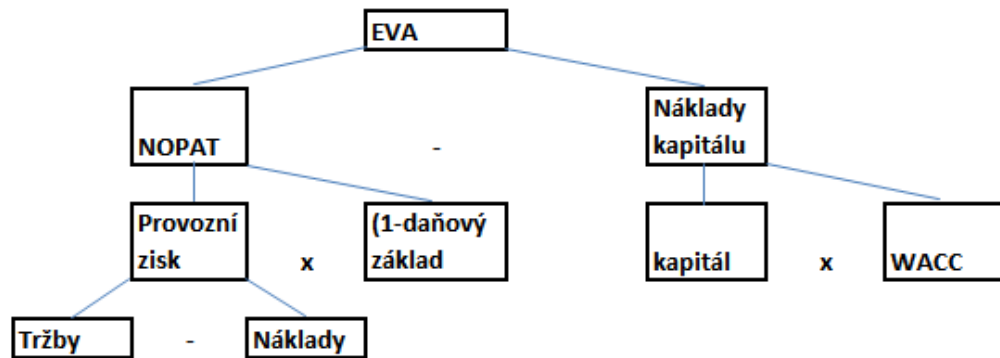 EVA
NOPAT
-
Náklady
kapitálu
Provozní
zisk
x
(1-daňový
základ
kapitál
x
WACC
Tržby
-
Náklady